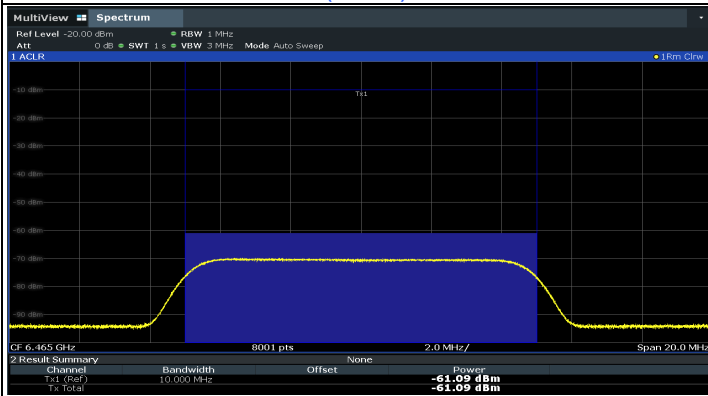 MultiView Spectrum
Ref Level -20.00 dBm RBW 1 MHz
Att 0 dB SWT 1 s VBW 3 MHz Mode Auto Sweep
1 ACLR 1Rm Clrw
Tx1
-10 dBm
-20 dBm
-30 dBm
-40 dBm
-50 dBm
-60 dBm
-70 dBm
-80 dBm
-90 dBm
CF 6.465 GHz 8001 pts 2.0 MHz/ Span 20.0 MHz
2 Result Summary None
Channel Bandwidth Offset Power
Tx1 (Ref) 10.000 MHz -61.09 dBm
Tx Total -61.09 dBm